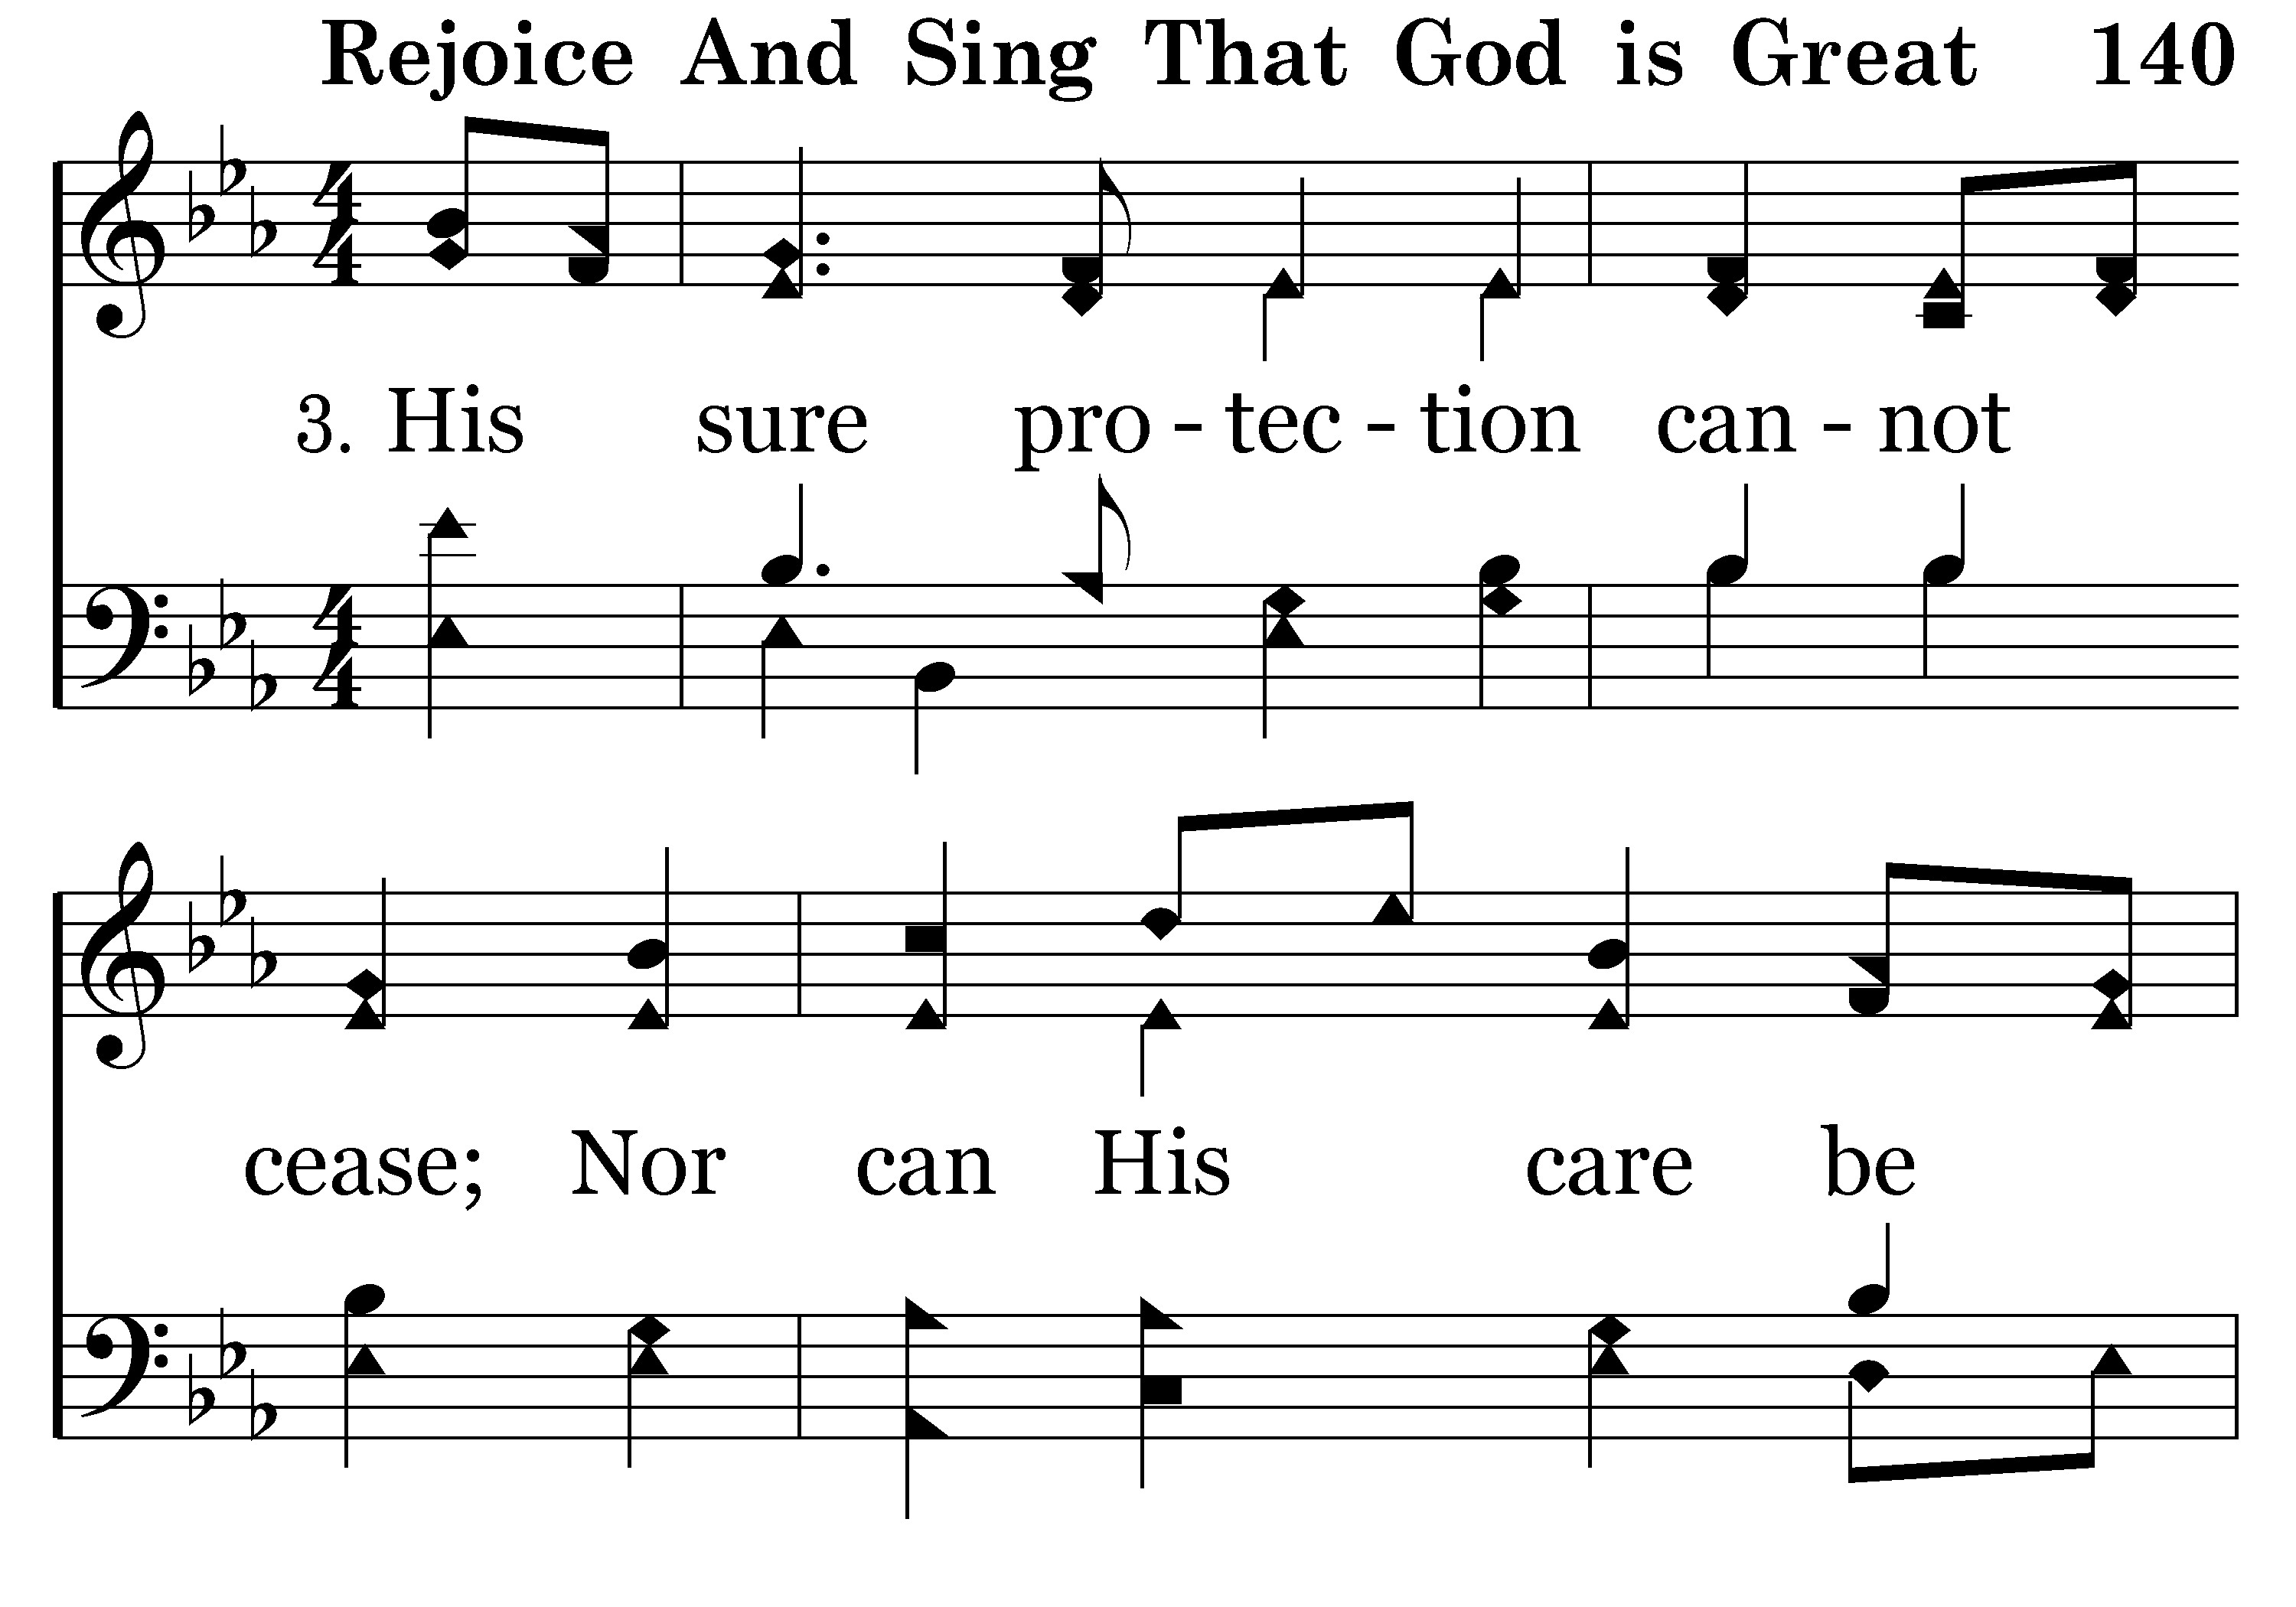 Rejoice And Sing That God is Great 140
3. His sure pro - tec - tion can - not
cease; Nor can His care be